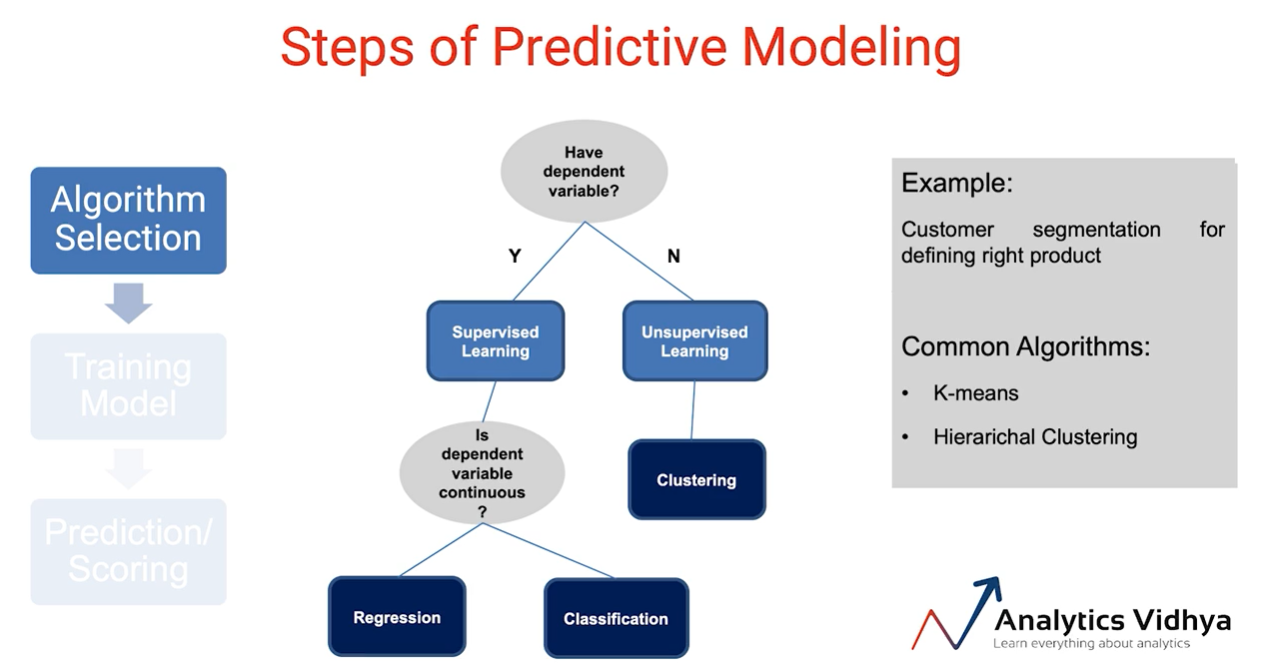 Steps of Predictive Modeling
Algorithm
Selection
Training
Model
Prediction/
Scoring
Have
dependent
variable?
Y
N
Supervised
Learning
Unsupervised
Learning
Is
dependent
variable
continuous
?
Clustering
Regression
Classification
Example:
Customer segmentation for
defining right product
Common Algorithms:
• K-means
• Hierarichal Clustering
Analytics Vidhya
Learn everything about analytics